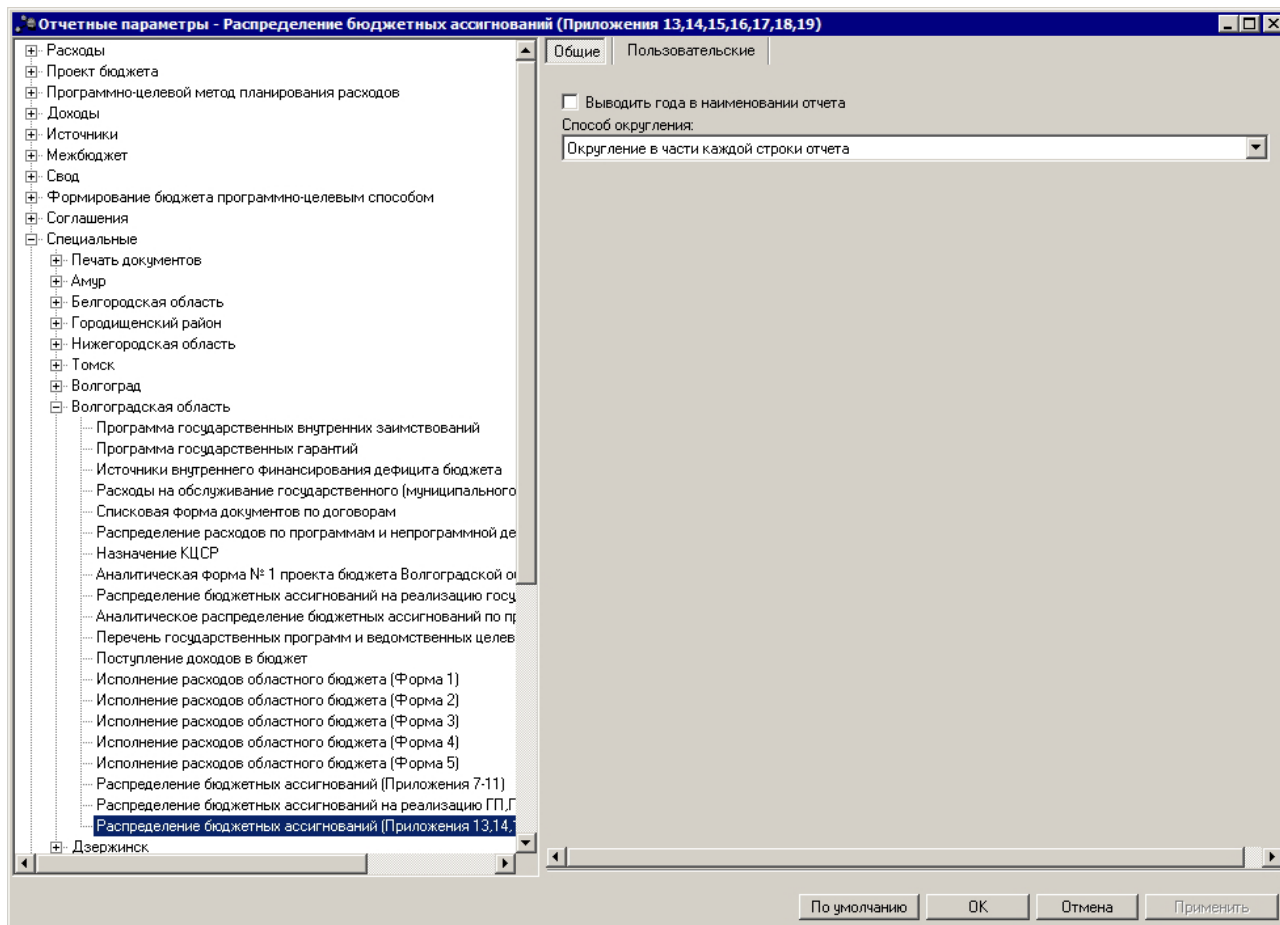 Отчетные параметры - Распределение бюджетных ассигнований (Приложения 13,14,15,16,17,18,19)
Расходы
Проект бюджета
Программно-целевой метод планирования расходов
Доходы
Источники
Межбюджет
Свод
Формирование бюджета программно-целевым способом
Соглашения
Специальные
Печать документов
Амур
Белгородская область
Городищенский район
Нижегородская область
Томск
Волгоград
Волгоградская область
Программа государственных внутренних заимствований
Программа государственных гарантий
Источники внутреннего финансирования дефицита бюджета
Расходы на обслуживание государственного (муниципального
Списковая форма документов по договорам
Распределение расходов по программам и непрограммной де
Назначение КЦСР
Аналитическая форма № 1 проекта бюджета Волгоградской о
Распределение бюджетных ассигнований на реализацию госу
Аналитическое распределение бюджетных ассигнований по пр
Перечень государственных программ и ведомственных целев
Поступление доходов в бюджет
Исполнение расходов областного бюджета (Форма 1)
Исполнение расходов областного бюджета (Форма 2)
Исполнение расходов областного бюджета (Форма 3)
Исполнение расходов областного бюджета (Форма 4)
Исполнение расходов областного бюджета (Форма 5)
Распределение бюджетных ассигнований (Приложения 7-11)
Распределение бюджетных ассигнований на реализацию ГП,Г
Распределение бюджетных ассигнований (Приложения 13,14,1
Дзержинск
Общие
Пользовательские
Выводить года в наименовании отчета
Способ округления:
Округление в части каждой строки отчета
По умолчанию
OK
Отмена
Применить